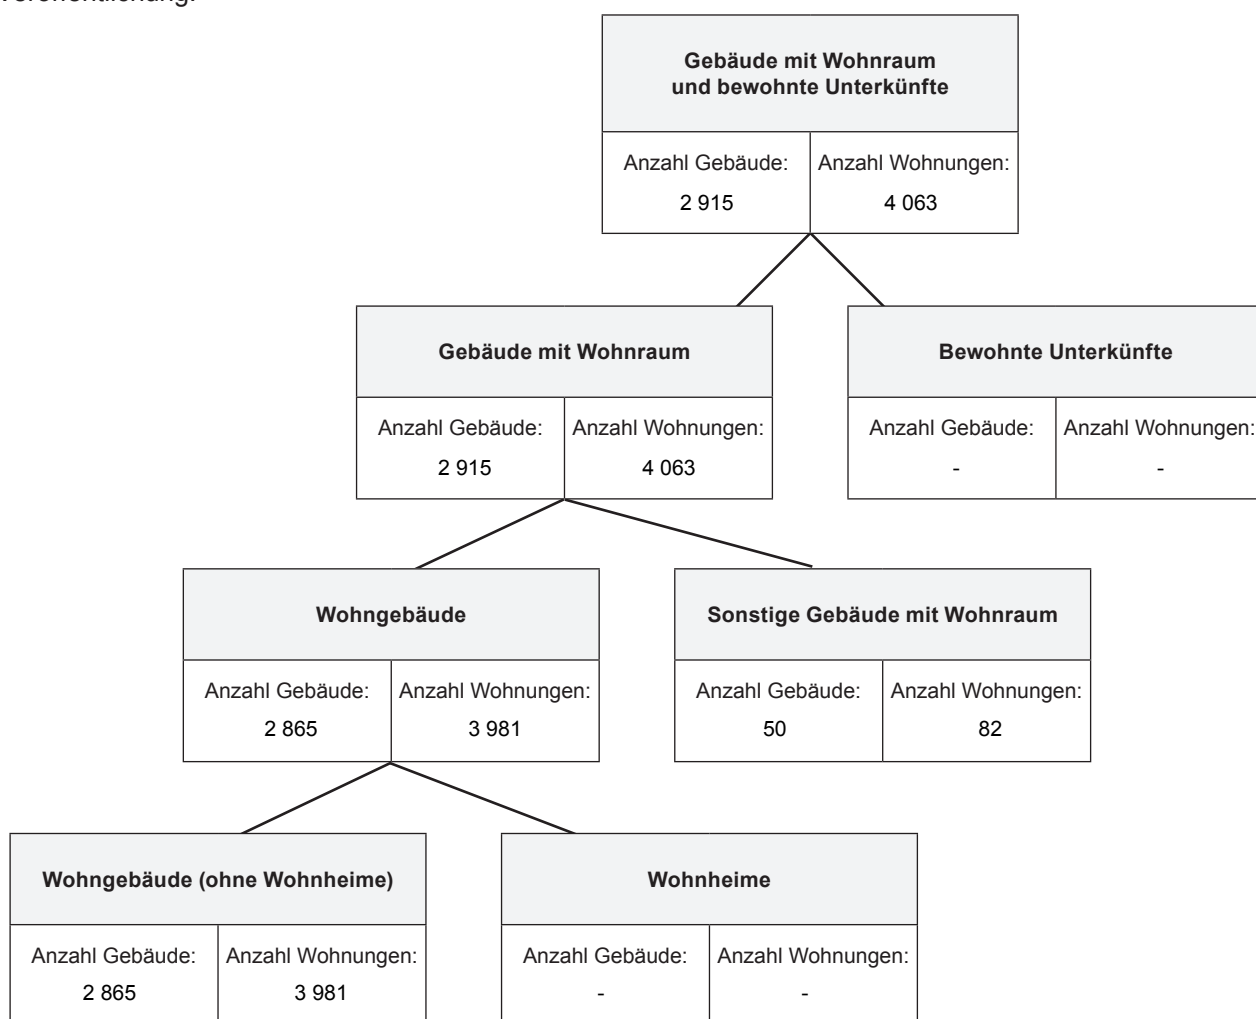 Veröffentlichung.
Gebäude mit Wohnraum
und bewohnte Unterkünfte
Anzahl Gebäude: Anzahl Wohnungen:
2 915 4 063
Gebäude mit Wohnraum
Bewohnte Unterkünfte
Anzahl Gebäude: Anzahl Wohnungen:
2 915 4 063
Anzahl Gebäude: Anzahl Wohnungen:
- -
Wohngebäude
Sonstige Gebäude mit Wohnraum
Anzahl Gebäude: Anzahl Wohnungen:
2 865 3 981
Anzahl Gebäude: Anzahl Wohnungen:
50 82
Wohngebäude (ohne Wohnheime)
Wohnheime
Anzahl Gebäude: Anzahl Wohnungen:
2 865 3 981
Anzahl Gebäude: Anzahl Wohnungen:
- -